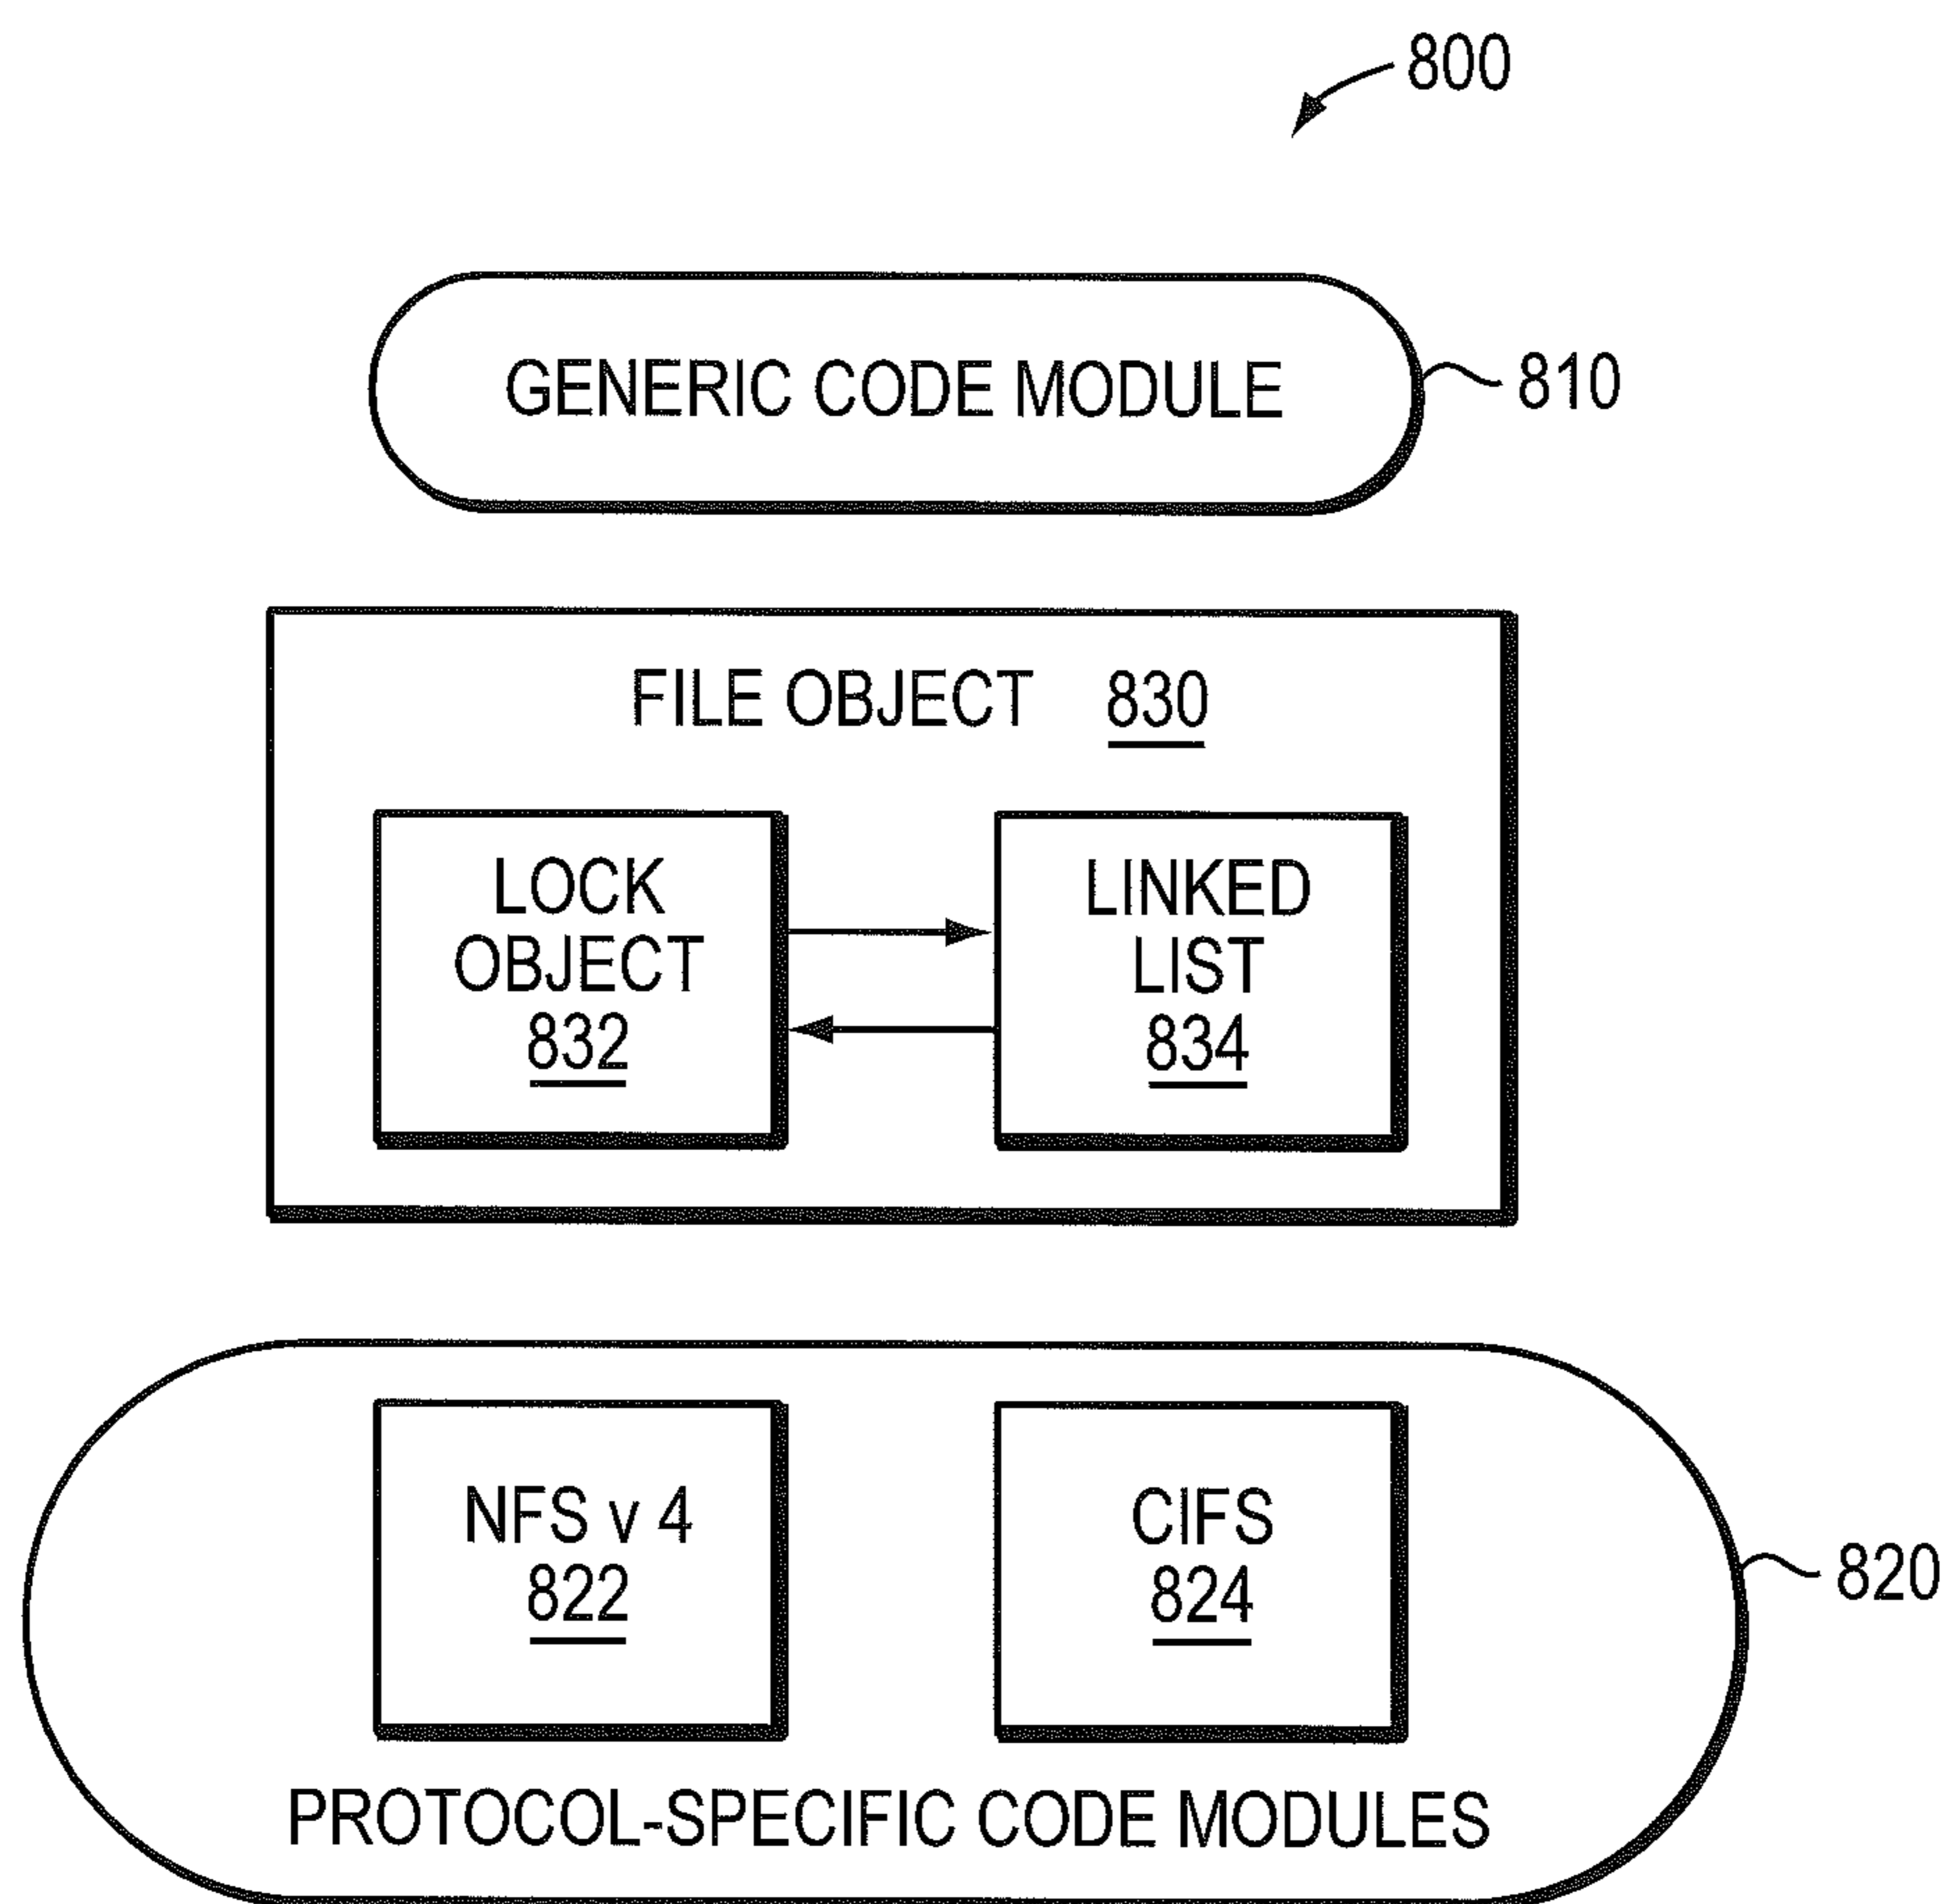 800
GENERIC CODE MODULE
810
FILE OBJECT 830
LOCK
OBJECT
832
LINKED
LIST
834
NFS v 4
822
CIFS
824
820
PROTOCOL-SPECIFIC CODE MODULES